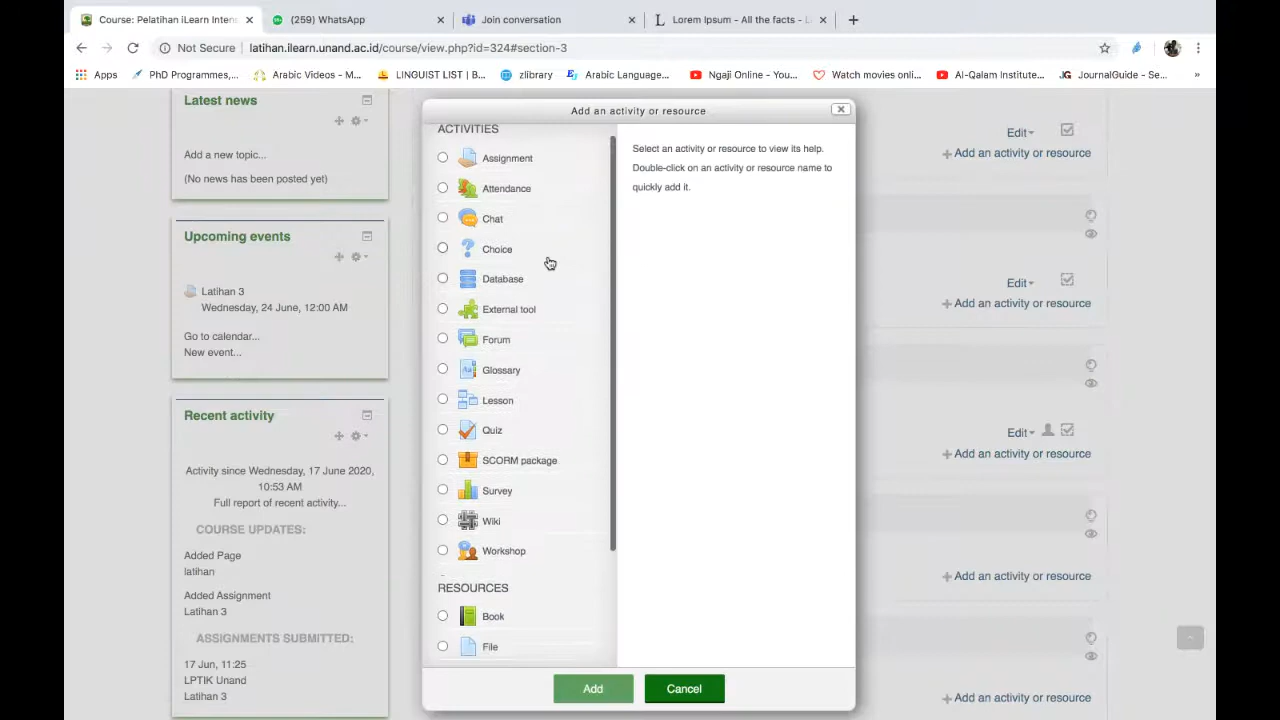 Course: Pelatihan iLearn Intens
(259) WhatsApp
Join conversation
Lorem Ipsum - All the facts - L
Not Secure
latihan.ilearn.unand.ac.id/course/view.php?id=324#section-3
Apps
PhD Programmes,...
Arabic Videos - M...
LINGUIST LIST | B...
zlibrary
Arabic Language...
Ngaji Online - You...
Watch movies onli...
Al-Qalam Institute...
JournalGuide - Se...
»
Latest news
Add a new topic...
(No news has been posted yet)
Upcoming events
Latihan 3
Wednesday, 24 June, 12:00 AM
Go to calendar...
New event...
Recent activity
Activity since Wednesday, 17 June 2020,
10:53 AM
Full report of recent activity...
COURSE UPDATES:
Added Page
latihan
Added Assignment
Latihan 3
ASSIGNMENTS SUBMITTED:
17 Jun, 11:25
LPTIK Unand
Latihan 3
Add an activity or resource
ACTIVITIES
Assignment
Attendance
Chat
Choice
Database
External tool
Forum
Glossary
Lesson
Quiz
SCORM package
Survey
Wiki
Workshop
RESOURCES
Book
File
Select an activity or resource to view its help.
Double-click on an activity or resource name to
quickly add it.
Add
Cancel
Edit
Add an activity or resource
Edit
Add an activity or resource
Edit
Add an activity or resource
Add an activity or resource
Add an activity or resource